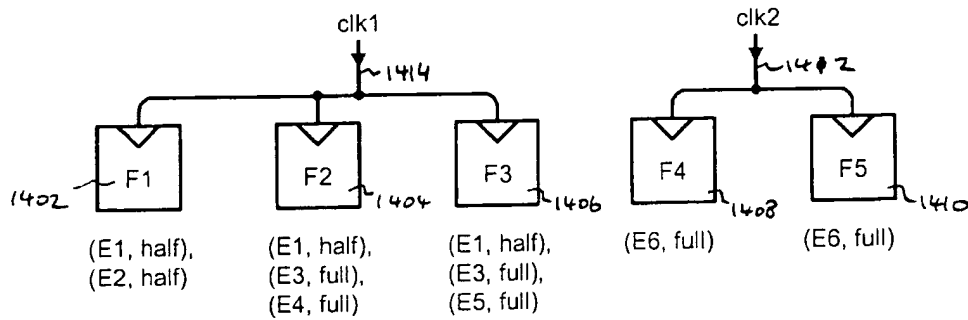 clk1
clk2
1414
1412
F1
F2
F3
F4
F5
1402
1404
1406
1408
1410
(E1, half),
(E2, half)
(E1, half),
(E3, full),
(E4, full)
(E1, half),
(E3, full),
(E5, full)
(E6, full)
(E6, full)